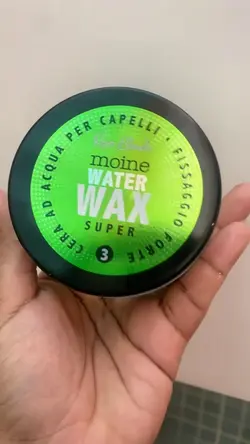 CERA AD ACQUA PER CAPELLI • FISSAGGIO FORTE •
moine
WATER
WAX
SUPER
3